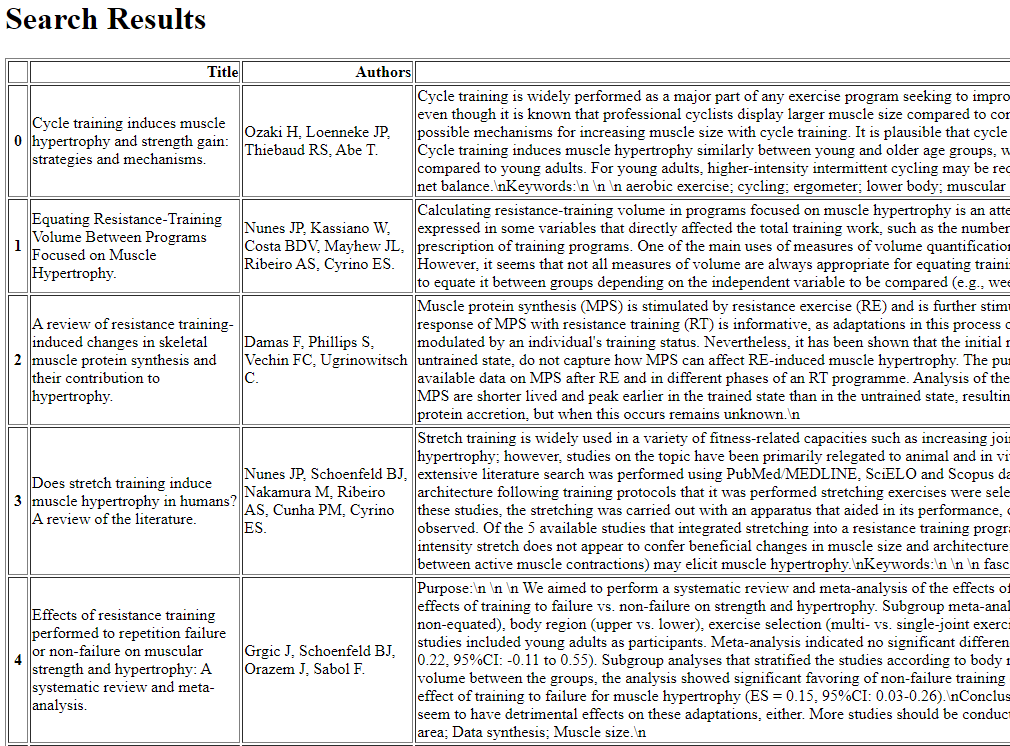 Search Results
Title
Authors
0
Cycle training induces muscle
hypertrophy and strength gain:
strategies and mechanisms.
Ozaki H, Loenneke JP,
Thiebaud RS, Abe T.
Cycle training is widely performed as a major part of any exercise program seeking to impro
even though it is known that professional cyclists display larger muscle size compared to con
possible mechanisms for increasing muscle size with cycle training. It is plausible that cycle
Cycle training induces muscle hypertrophy similarly between young and older age groups, w
compared to young adults. For young adults, higher-intensity intermittent cycling may be req
net balance.\nKeywords:\n \n \n aerobic exercise; cycling; ergometer; lower body; muscular
1
Equating Resistance-Training
Volume Between Programs
Focused on Muscle
Hypertrophy.
Nunes JP, Kassiano W,
Costa BDV, Mayhew JL,
Ribeiro AS, Cyrino ES.
Calculating resistance-training volume in programs focused on muscle hypertrophy is an atte
expressed in some variables that directly affected the total training work, such as the number
prescription of training programs. One of the main uses of measures of volume quantification
However, it seems that not all measures of volume are always appropriate for equating traini
to equate it between groups depending on the independent variable to be compared (e.g., wee
2
A review of resistance training-
induced changes in skeletal
muscle protein synthesis and
their contribution to
hypertrophy.
Damas F, Phillips S,
Vechin FC, Ugrinowitsch
C.
Muscle protein synthesis (MPS) is stimulated by resistance exercise (RE) and is further stim
response of MPS with resistance training (RT) is informative, as adaptations in this process c
modulated by an individual's training status. Nevertheless, it has been shown that the initial r
untrained state, do not capture how MPS can affect RE-induced muscle hypertrophy. The pur
available data on MPS after RE and in different phases of an RT programme. Analysis of the
MPS are shorter lived and peak earlier in the trained state than in the untrained state, resultin
protein accretion, but when this occurs remains unknown.\n
3
Does stretch training induce
muscle hypertrophy in humans?
A review of the literature.
Nunes JP, Schoenfeld BJ,
Nakamura M, Ribeiro
AS, Cunha PM, Cyrino
ES.
Stretch training is widely used in a variety of fitness-related capacities such as increasing joi
hypertrophy; however, studies on the topic have been primarily relegated to animal and in vi
extensive literature search was performed using PubMed/MEDLINE, SciELO and Scopus da
architecture following training protocols that it was performed stretching exercises were sele
these studies, the stretching was carried out with an apparatus that aided in its performance, o
observed. Of the 5 available studies that integrated stretching into a resistance training progr
intensity stretch does not appear to confer beneficial changes in muscle size and architecture
between active muscle contractions) may elicit muscle hypertrophy.\nKeywords:\n \n \n fasc
4
Effects of resistance training
performed to repetition failure
or non-failure on muscular
strength and hypertrophy: A
systematic review and meta-
analysis.
Grgic J, Schoenfeld BJ,
Orazem J, Sabol F.
Purpose:\n \n \n We aimed to perform a systematic review and meta-analysis of the effects of
effects of training to failure vs. non-failure on strength and hypertrophy. Subgroup meta-anal
non-equated), body region (upper vs. lower), exercise selection (multi- vs. single-joint exerci
studies included young adults as participants. Meta-analysis indicated no significant differen
0.22, 95%CI: -0.11 to 0.55). Subgroup analyses that stratified the studies according to body r
volume between the groups, the analysis showed significant favoring of non-failure training
effect of training to failure for muscle hypertrophy (ES = 0.15, 95%CI: 0.03-0.26).\nConclus
seem to have detrimental effects on these adaptations, either. More studies should be conduc
area; Data synthesis; Muscle size.\n